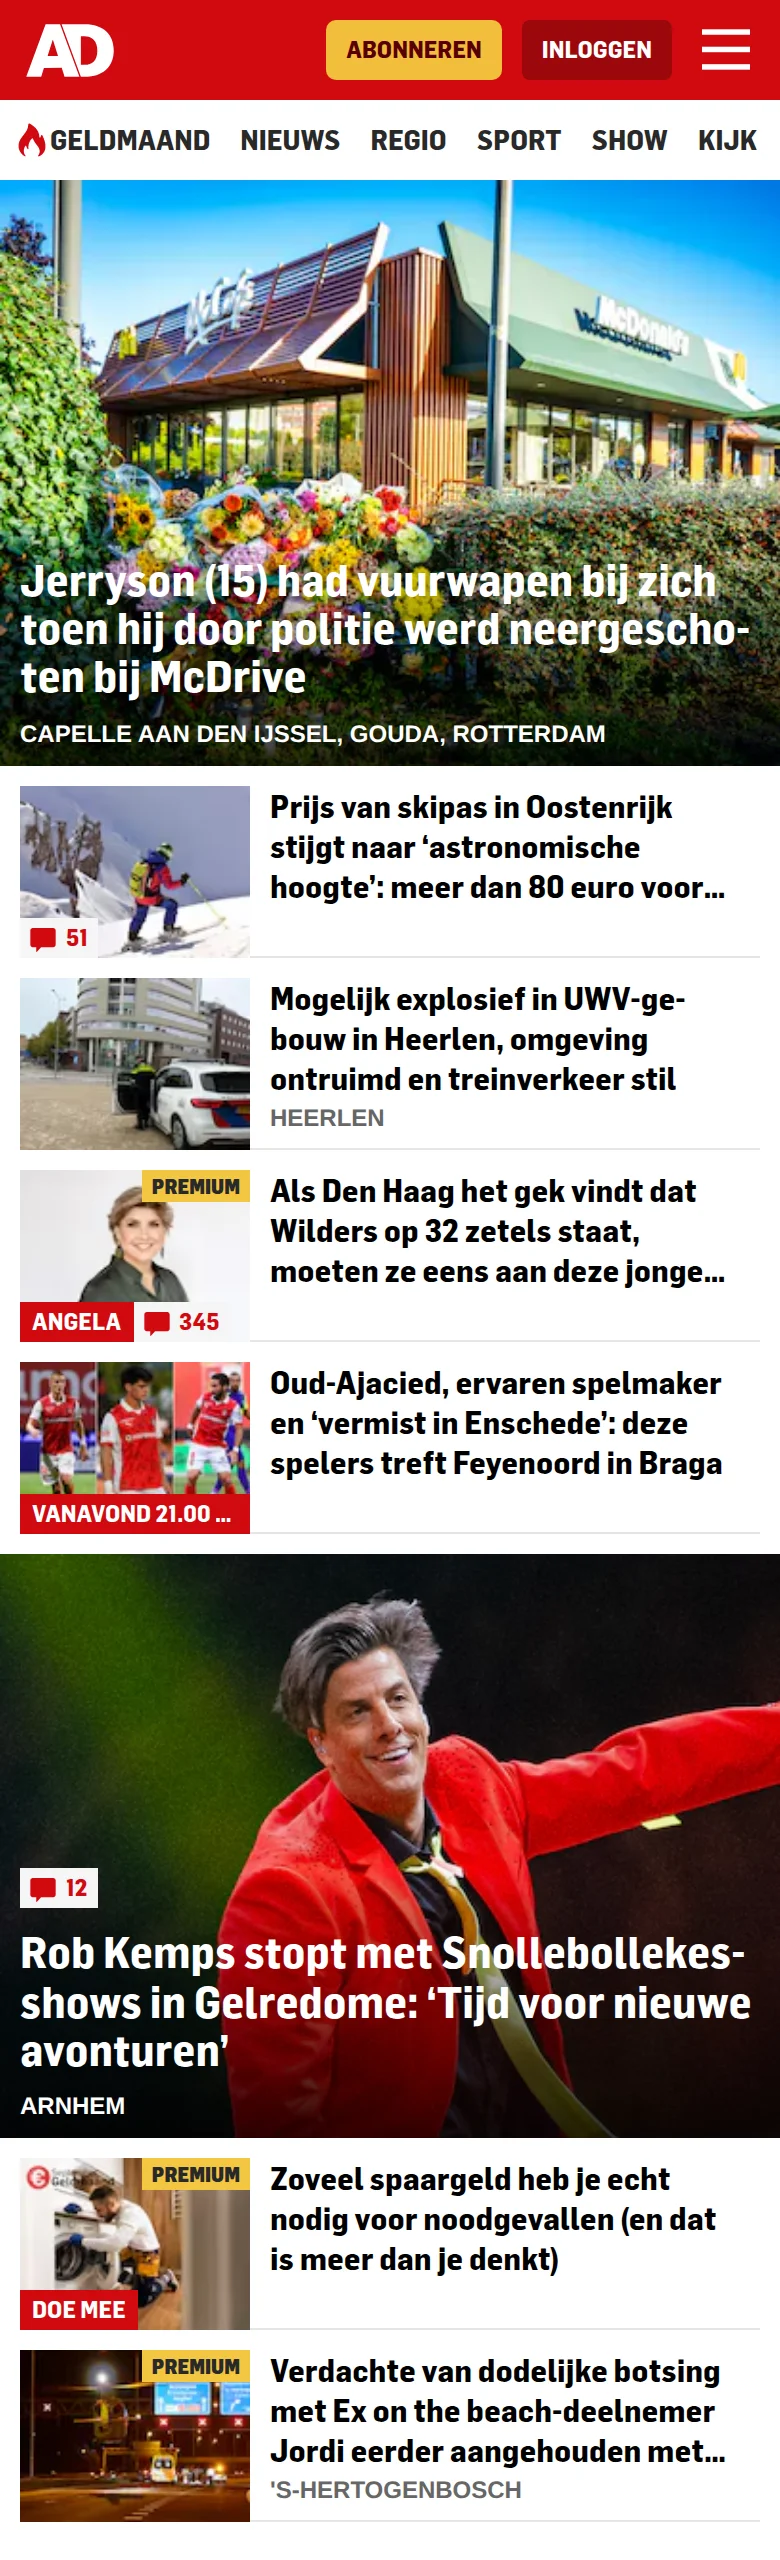 AD
ABONNEREN
INLOGGEN
GELDMAAND NIEUWS REGIO SPORT SHOW KIJK
McCafé
McDonald's
Jerryson (15) had vuurwapen bij zich
toen hij door politie werd neergescho-
ten bij McDrive
CAPELLE AAN DEN IJSSEL, GOUDA, ROTTERDAM
Prijs van skipas in Oostenrijk
stijgt naar ‘astronomische
hoogte’: meer dan 80 euro voor...
51
Mogelijk explosief in UWV-ge-
bouw in Heerlen, omgeving
ontruimd en treinverkeer stil
HEERLEN
PREMIUM
ANGELA
345
Als Den Haag het gek vindt dat
Wilders op 32 zetels staat,
moeten ze eens aan deze jonge...
VANAVOND 21.00 ...
Oud-Ajacied, ervaren spelmaker
en ‘vermist in Enschede’: deze
spelers treft Feyenoord in Braga
12
Rob Kemps stopt met Snollebollekes-
shows in Gelredome: ‘Tijd voor nieuwe
avonturen’
ARNHEM
PREMIUM
DOE MEE
Zoveel spaargeld heb je echt
nodig voor noodgevallen (en dat
is meer dan je denkt)
PREMIUM
Verdachte van dodelijke botsing
met Ex on the beach-deelnemer
Jordi eerder aangehouden met...
'S-HERTOGENBOSCH